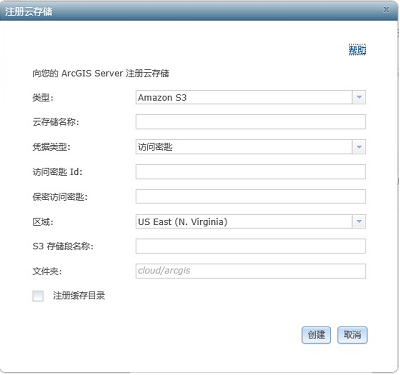 注册云存储
帮助
向您的 ArcGIS Server 注册云存储
类型: Amazon S3
云存储名称:
凭据类型: 访问密匙
访问密匙 Id:
保密访问密匙:
区域: US East (N. Virginia)
S3 存储段名称:
文件夹: cloud/arcgis
注册缓存目录
创建 取消